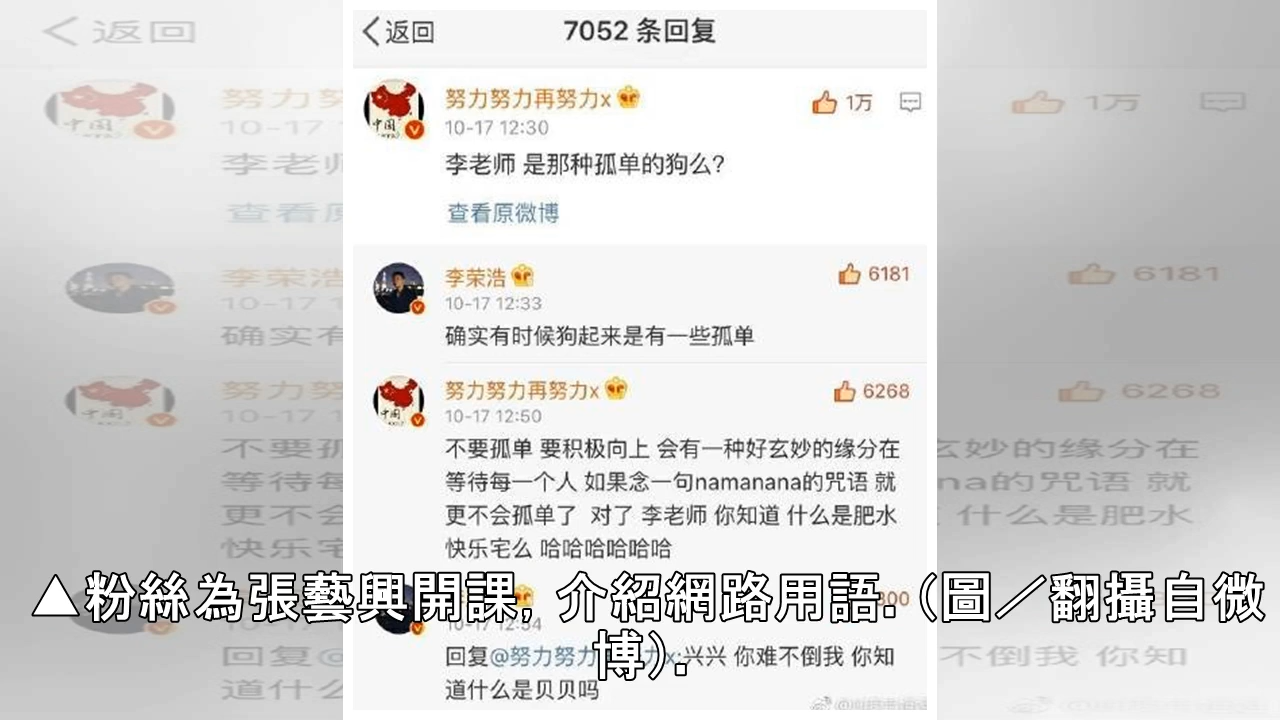 返回
7052 条回复
努力努力再努力x
1万
10-17 12:30
李老师 是那种孤单的狗么?
查看原微博
李荣浩
6181
10-17 12:33
确实有时候狗起来是有一些孤单
努力努力再努力x
6268
10-17 12:50
不要孤单 要积极向上 会有一种好玄妙的缘分在
等待每一个人 如果念一句namanana的咒语 就
更不会孤单了 对了 李老师 你知道 什么是肥水
快乐宅么 哈哈哈哈哈哈
▲粉絲為張藝興開課, 介紹網路用語. (圖／翻攝自微
博).
10-17 12:54
回复@努力努力 兴兴 你难不倒我 你知
道什么是贝贝吗